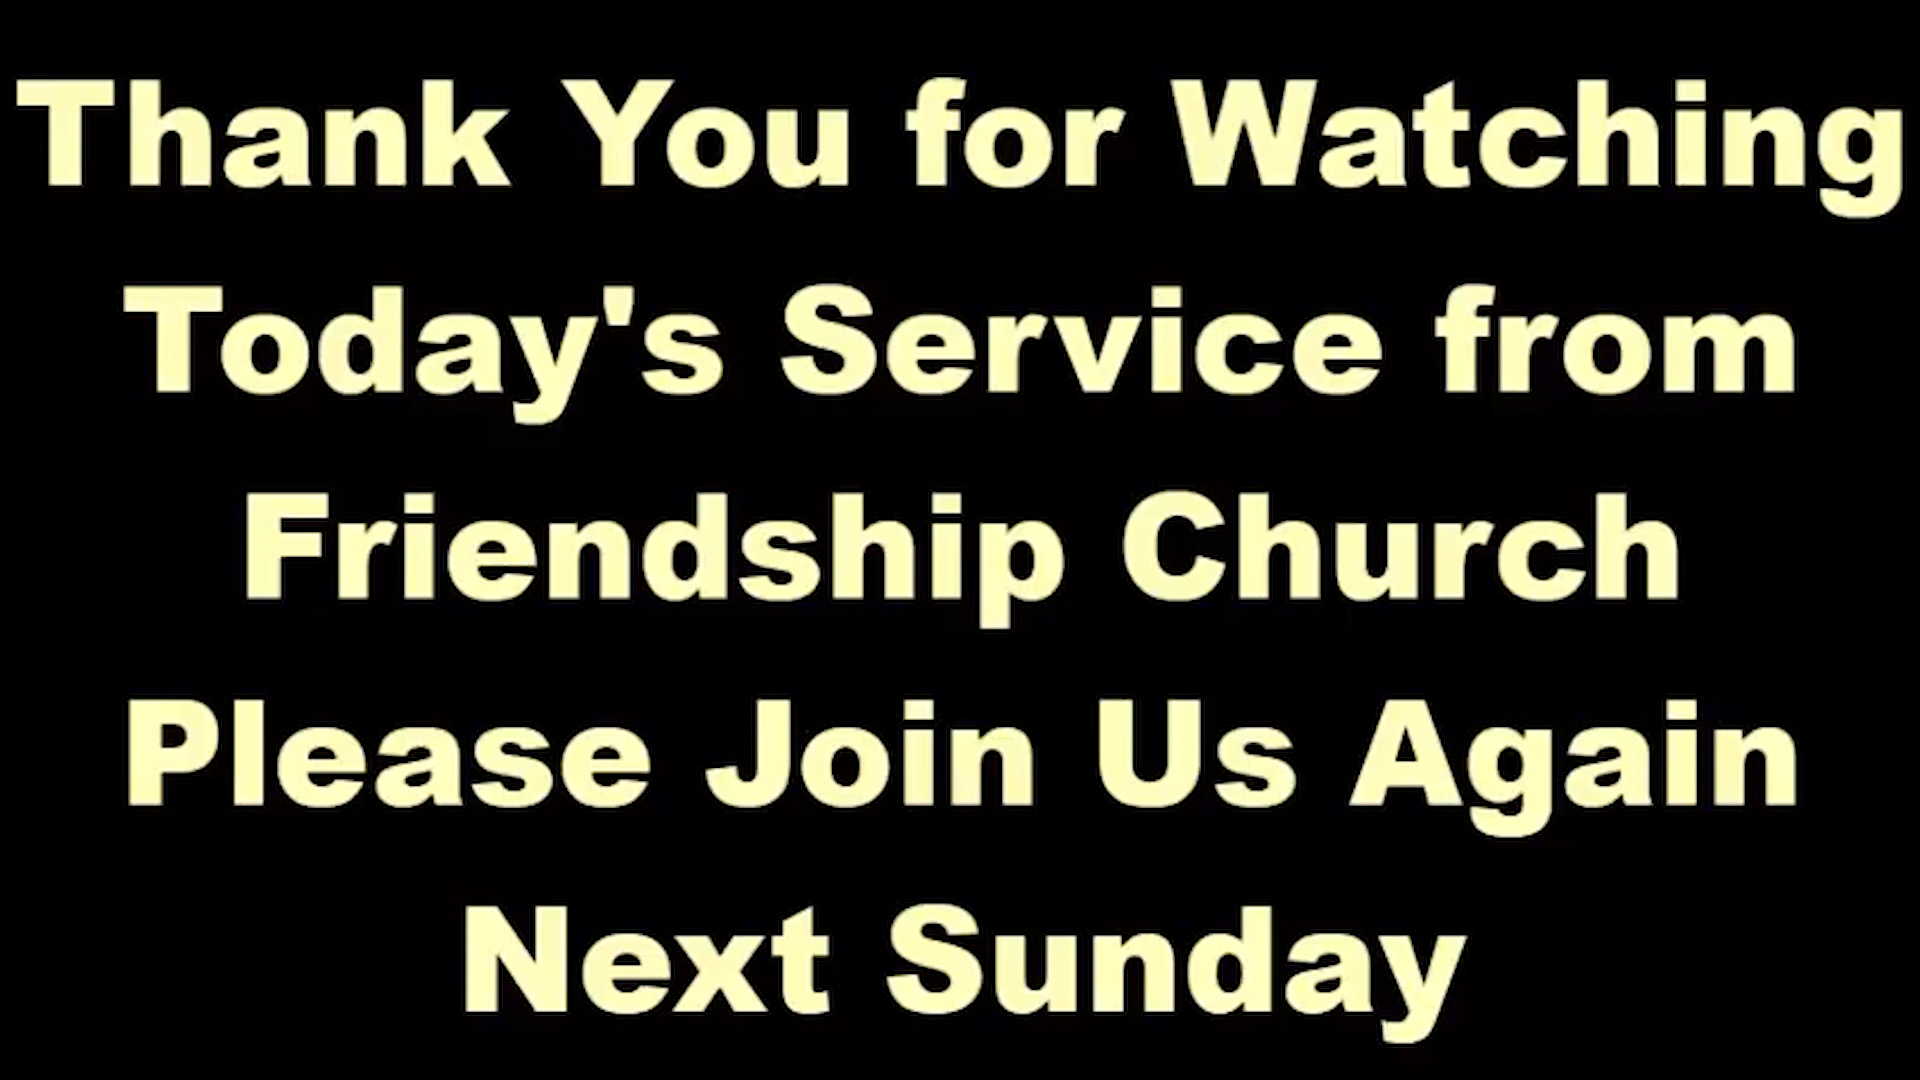 Thank You for Watching
Today's Service from
Friendship Church
Please Join Us Again
Next Sunday